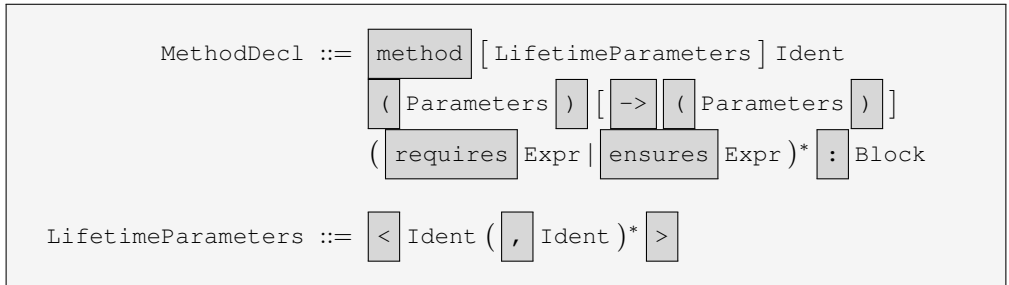 MethodDecl ::= method [ LifetimeParameters ] Ident
( Parameters ) [ -> ( Parameters ) ]
( requires Expr | ensures Expr )* : Block
LifetimeParameters ::= < Ident ( , Ident )* >